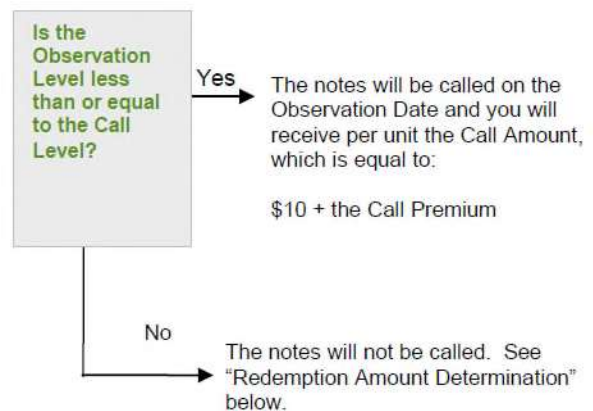 Is the
Observation
Level less
than or equal
to the Call
Level?
Yes
The notes will be called on the
Observation Date and you will
receive per unit the Call Amount,
which is equal to:
$10 + the Call Premium
No
The notes will not be called.  See
“Redemption Amount Determination”
below.